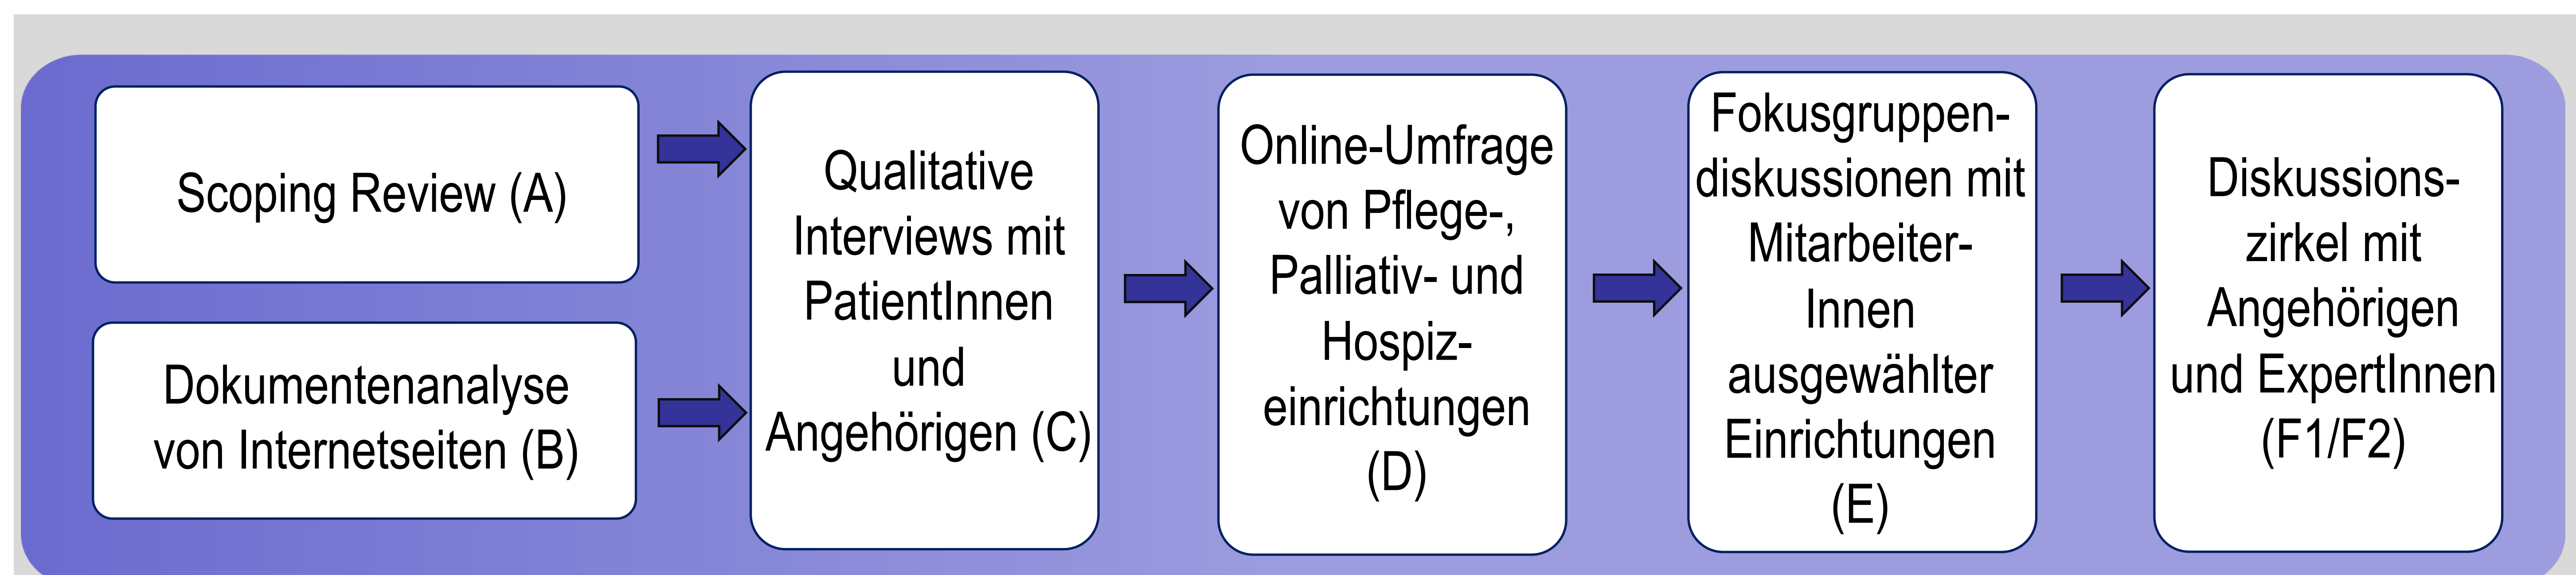 Scoping Review (A)
Dokumentenanalyse
von Internetseiten (B)
Qualitative
Interviews mit
PatientInnen
und
Angehörigen (C)
Online-Umfrage
von Pflege-,
Palliativ- und
Hospiz-
einrichtungen
(D)
Fokusgruppen-
diskussionen mit
Mitarbeiter-
Innen
ausgewählter
Einrichtungen
(E)
Diskussions-
zirkel mit
Angehörigen
und ExpertInnen
(F1/F2)